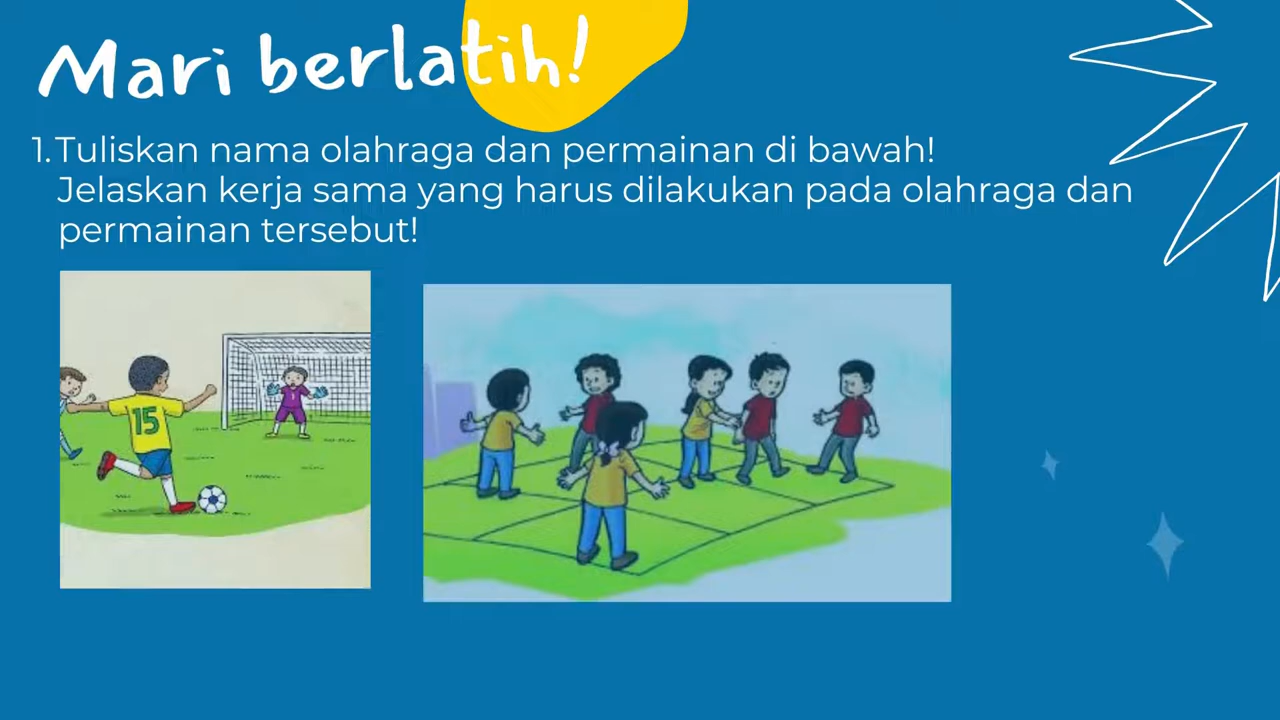 Mari berlatih!
1. Tuliskan nama olahraga dan permainan di bawah!
Jelaskan kerja sama yang harus dilakukan pada olahraga dan
permainan tersebut!
15
1